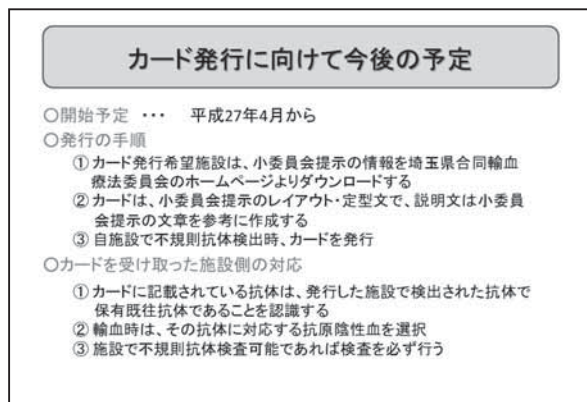 カード発行に向けて今後の予定
○開始予定 ・・・ 平成27年4月から
○発行の手順
① カード発行希望施設は、小委員会提示の情報を埼玉県合同輸血
療法委員会のホームページよりダウンロードする
② カードは、小委員会提示のレイアウト・定型文で、説明文は小委員
会提示の文章を参考に作成する
③ 自施設で不規則抗体検出時、カードを発行
○カードを受け取った施設側の対応
① カードに記載されている抗体は、発行した施設で検出された抗体で
保有既往抗体であることを認識する
② 輸血時は、その抗体に対応する抗原陰性血を選択
③ 施設で不規則抗体検査可能であれば検査を必ず行う